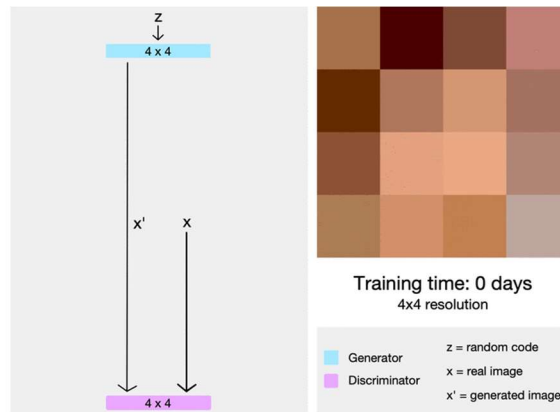 z
4 x 4
x'
x
4 x 4
Training time: 0 days
4x4 resolution
Generator
Discriminator
z = random code
x = real image
x' = generated image